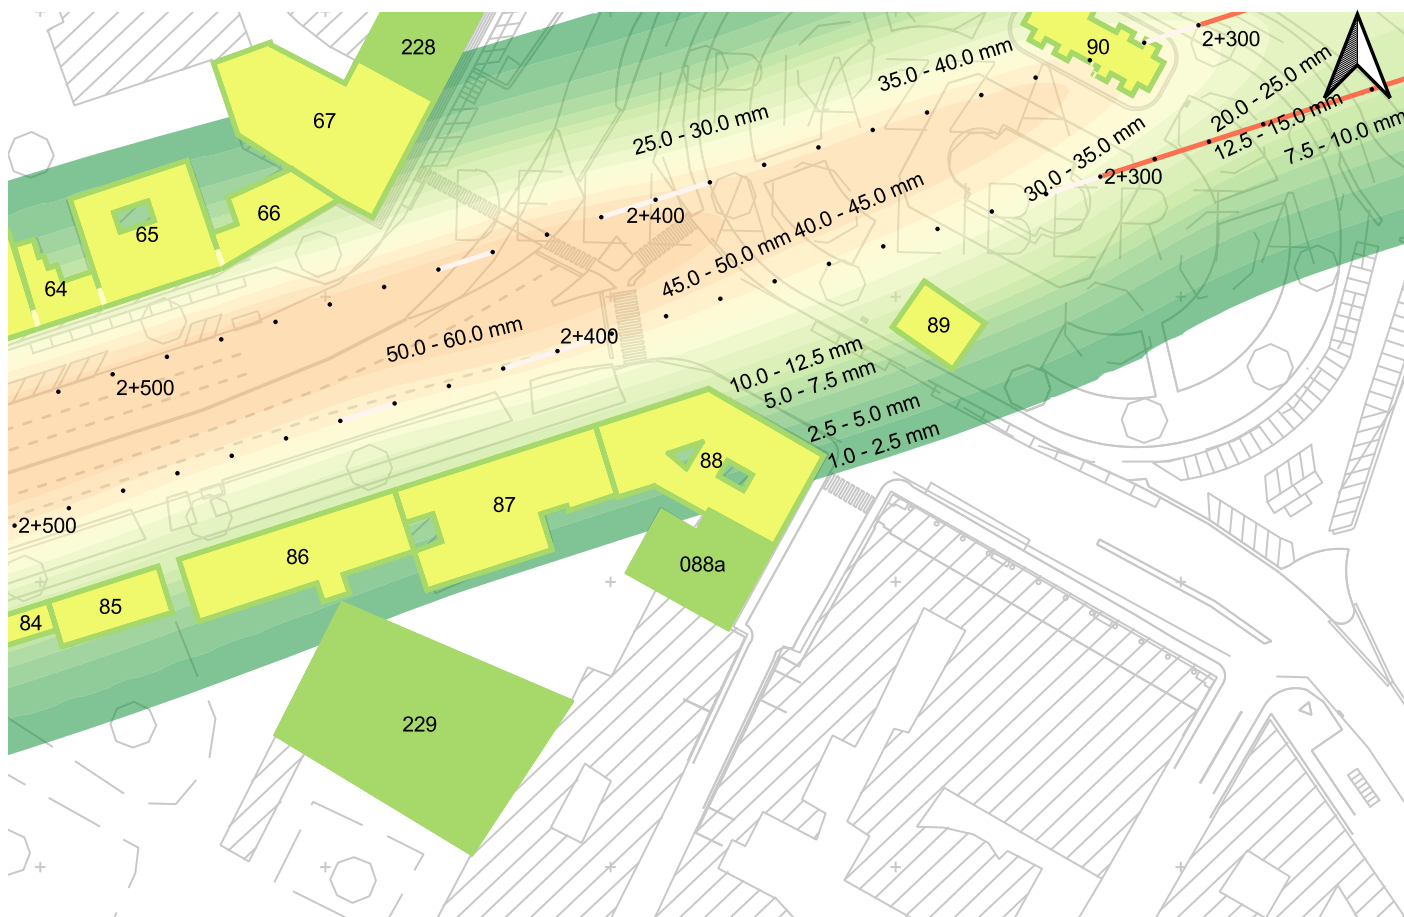 228
90
2+300
35.0 - 40.0 mm
20.0 - 25.0 mm
67
25.0 - 30.0 mm
12.5 - 15.0 mm
7.5 - 10.0 mm
30.0 - 35.0 mm
2+300
66
2+400
40.0 - 45.0 mm
65
45.0 - 50.0 mm
64
50.0 - 60.0 mm
2+400
89
2+500
10.0 - 12.5 mm
5.0 - 7.5 mm
2.5 - 5.0 mm
1.0 - 2.5 mm
88
87
2+500
86
088a
85
84
229